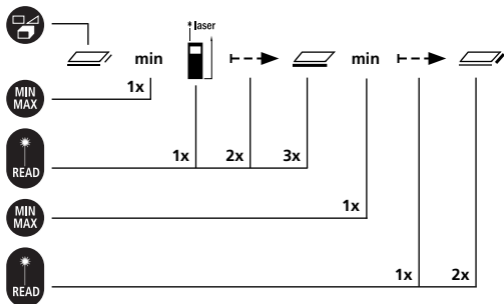 * laser
min
min
MIN
MAX
1x
READ
1x
2x
3x
MIN
MAX
1x
READ
1x
2x